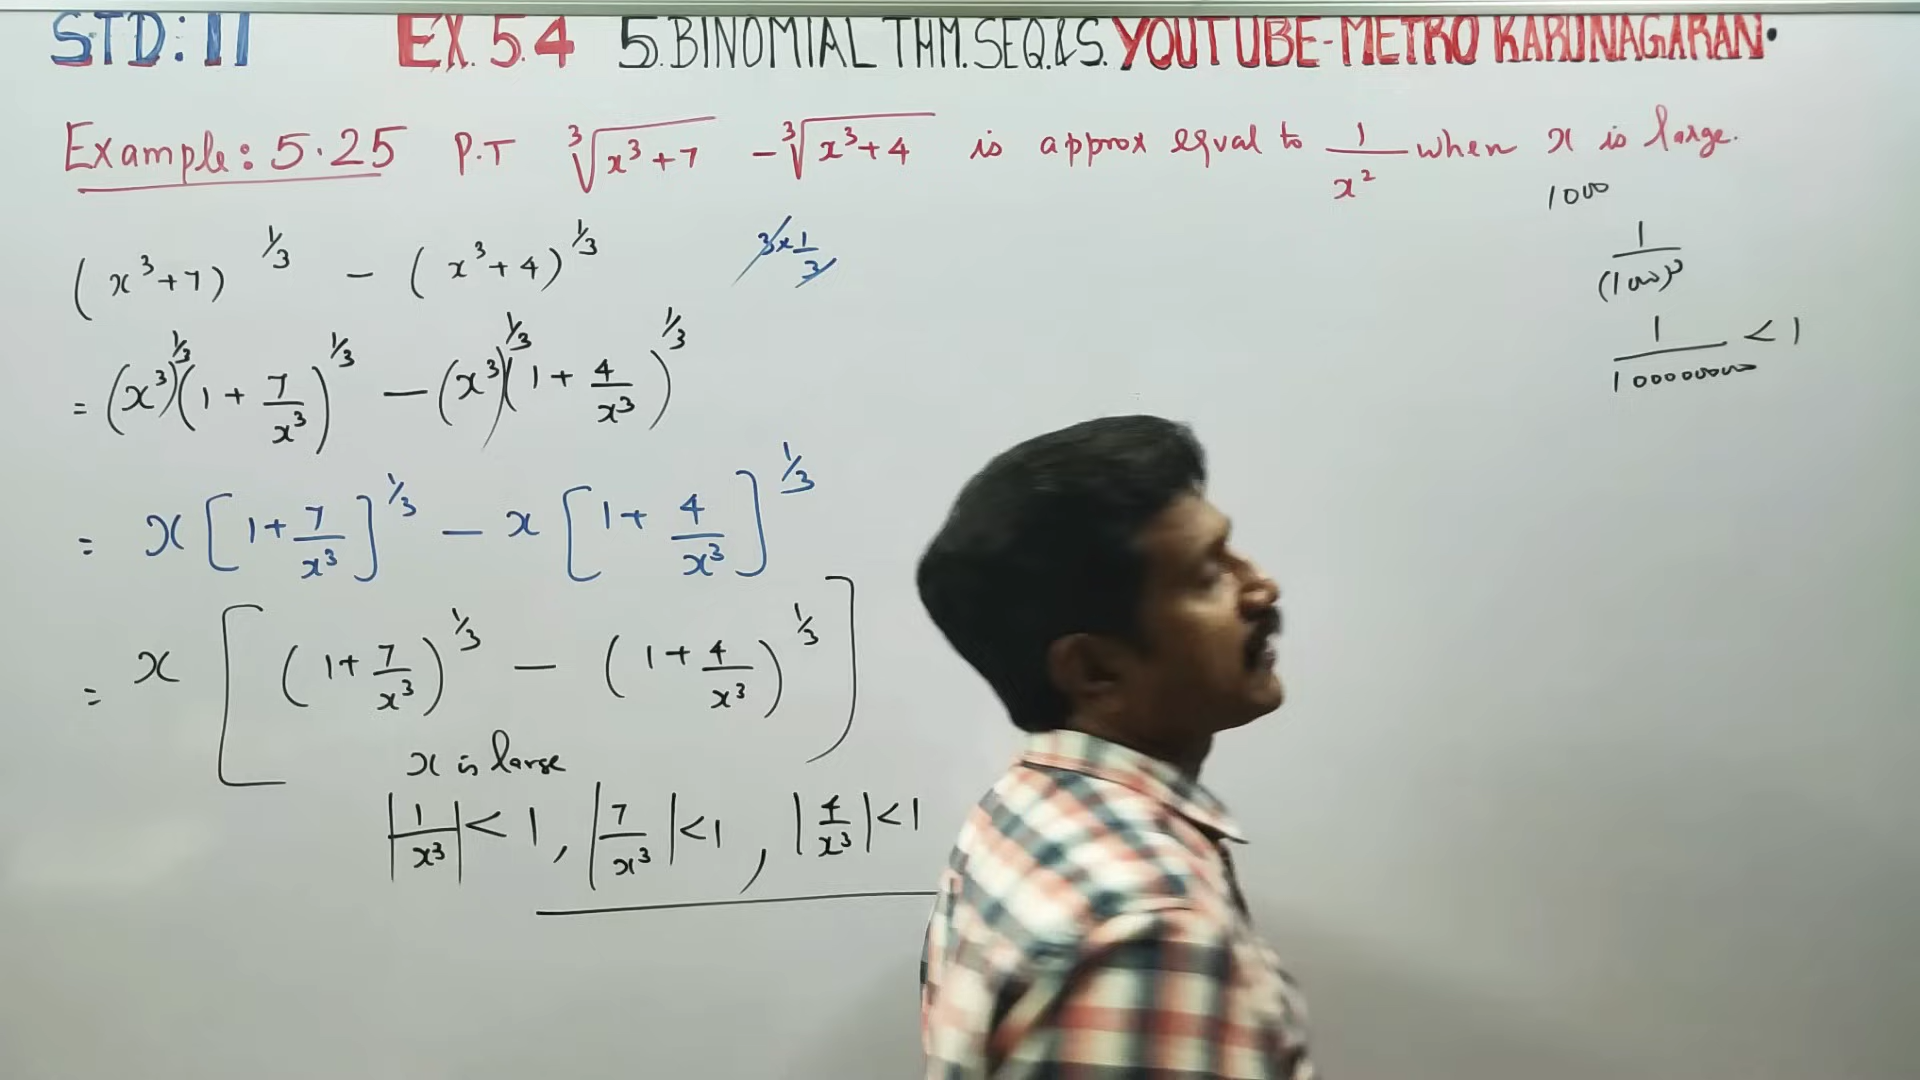 STD: 11 EX. 5.4 5. BINOMIAL THM. SEQ.&S. YOUTUBE-METRO KARUNAGARAN.
Example: 5.25 P.T ∛(x³+7) - ∛(x³+4) is approx equal to 1/x² when x is large.
1000
(x³+7)^1/3 - (x³+4)^1/3 3×1/3
1/(1000)³
= (x³)^1/3 (1+7/x³)^1/3 - (x³)^1/3 (1+4/x³)^1/3
= x[1+7/x³]^1/3 - x[1+4/x³]^1/3
= x[(1+7/x³)^1/3 - (1+4/x³)^1/3]
x is large
|1/x³|<1, |7/x³|<1, |4/x³|<1